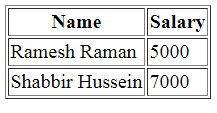 Name Salary
Ramesh Raman 5000
Shabbir Hussein 7000